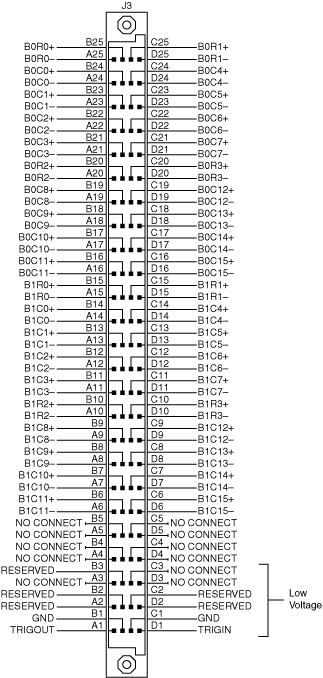 J3
B0R0+ B25 C25 B0R1+
B0R0– A25 D25 B0R1–
B0C0+ B24 C24 B0C4+
B0C0– A24 D24 B0C4–
B0C1+ B23 C23 B0C5+
B0C1– A23 D23 B0C5–
B0C2+ B22 C22 B0C6+
B0C2– A22 D22 B0C6–
B0C3+ B21 C21 B0C7+
B0C3– A21 D21 B0C7–
B0R2+ B20 C20 B0R3+
B0R2– A20 D20 B0R3–
B0C8+ B19 C19 B0C12+
B0C8– A19 D19 B0C12–
B0C9+ B18 C18 B0C13+
B0C9– A18 D18 B0C13–
B0C10+ B17 C17 B0C14+
B0C10– A17 D17 B0C14–
B0C11+ B16 C16 B0C15+
B0C11– A16 D16 B0C15–
B1R0+ B15 C15 B1R1+
B1R0– A15 D15 B1R1–
B1C0+ B14 C14 B1C4+
B1C0– A14 D14 B1C4–
B1C1+ B13 C13 B1C5+
B1C1– A13 D13 B1C5–
B1C2+ B12 C12 B1C6+
B1C2– A12 D12 B1C6–
B1C3+ B11 C11 B1C7+
B1C3– A11 D11 B1C7–
B1R2+ B10 C10 B1R3+
B1R2– A10 D10 B1R3–
B1C8+ B9 C9 B1C12+
B1C8– A9 D9 B1C12–
B1C9+ B8 C8 B1C13+
B1C9– A8 D8 B1C13–
B1C10+ B7 C7 B1C14+
B1C10– A7 D7 B1C14–
B1C11+ B6 C6 B1C15+
B1C11– A6 D6 B1C15–
NO CONNECT B5 C5 NO CONNECT
NO CONNECT A5 D5 NO CONNECT
NO CONNECT B4 C4 NO CONNECT
NO CONNECT A4 D4 NO CONNECT
RESERVED B3 C3 NO CONNECT
NO CONNECT A3 D3 NO CONNECT
RESERVED B2 C2 RESERVED
RESERVED A2 D2 RESERVED
GND B1 C1 GND
TRIGOUT A1 D1 TRIGIN
Low
Voltage